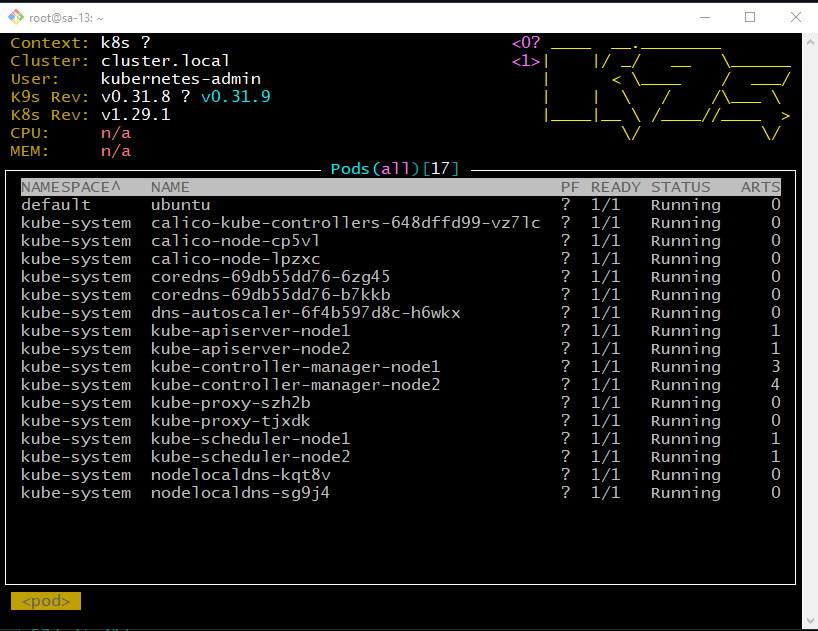 root@sa-13: ~
Context: k8s ? <0?
Cluster: cluster.local <1>
User: kubernetes-admin
K9s Rev: v0.31.8 ? v0.31.9
K8s Rev: v1.29.1
CPU: n/a
MEM: n/a
Pods(all)[17]
NAMESPACE^ NAME PF READY STATUS ARTS
default ubuntu ? 1/1 Running 0
kube-system calico-kube-controllers-648dffd99-vz7lc ? 1/1 Running 0
kube-system calico-node-cp5vl ? 1/1 Running 0
kube-system calico-node-lpzxc ? 1/1 Running 0
kube-system coredns-69db55dd76-6zg45 ? 1/1 Running 0
kube-system coredns-69db55dd76-b7kkb ? 1/1 Running 0
kube-system dns-autoscaler-6f4b597d8c-h6wkx ? 1/1 Running 0
kube-system kube-apiserver-node1 ? 1/1 Running 1
kube-system kube-apiserver-node2 ? 1/1 Running 1
kube-system kube-controller-manager-node1 ? 1/1 Running 3
kube-system kube-controller-manager-node2 ? 1/1 Running 4
kube-system kube-proxy-szh2b ? 1/1 Running 0
kube-system kube-proxy-tjxdk ? 1/1 Running 0
kube-system kube-scheduler-node1 ? 1/1 Running 1
kube-system kube-scheduler-node2 ? 1/1 Running 1
kube-system nodelocaldns-kqt8v ? 1/1 Running 0
kube-system nodelocaldns-sg9j4 ? 1/1 Running 0
<pod>